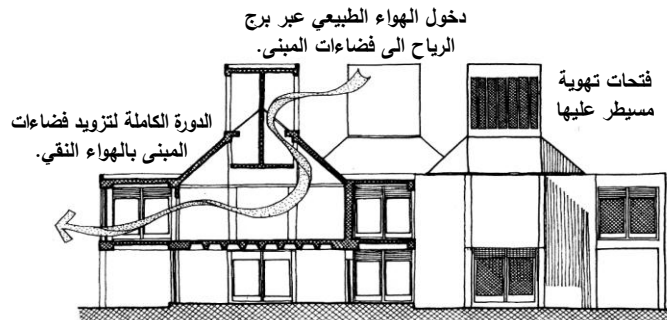 دخول الهواء الطبيعي عبر برج
الرياح الى فضاءات المبنى.
فتحات تهوية
مسيطر عليها
الدورة الكاملة لتزويد فضاءات
المبنى بالهواء النقي.